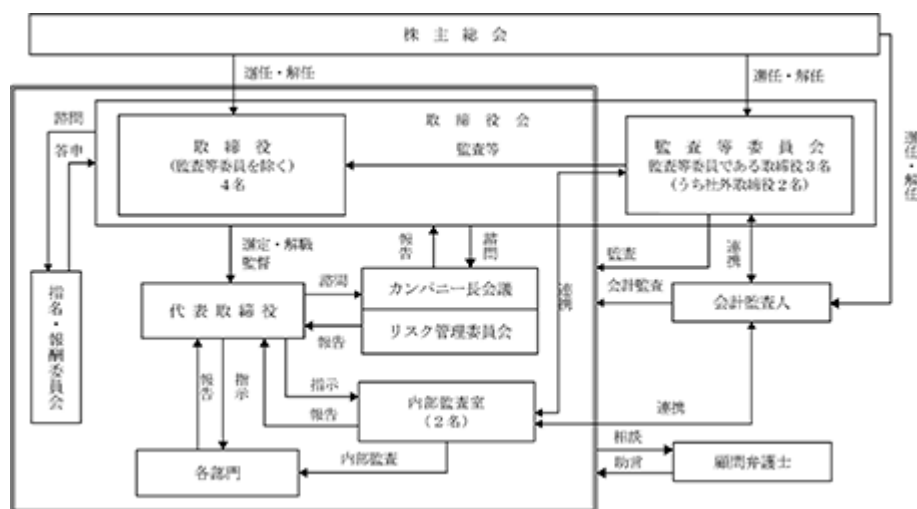 株主総会
選任・解任
選任・解任
選任・解任
諮問
答申
取締役会
取締役
(監査等委員を除く)
4名
監査等
監査等委員会
監査等委員である取締役3名
(うち社外取締役2名)
選定・解職
監督
報告
諮問
監査
連携
連携
会計監査
指名・報酬委員会
代表取締役
諮問
報告
カンパニー長会議
リスク管理委員会
会計監査人
報告
指示
指示
報告
内部監査室
(2名)
連携
内部監査
各部門
相談
助言
顧問弁護士